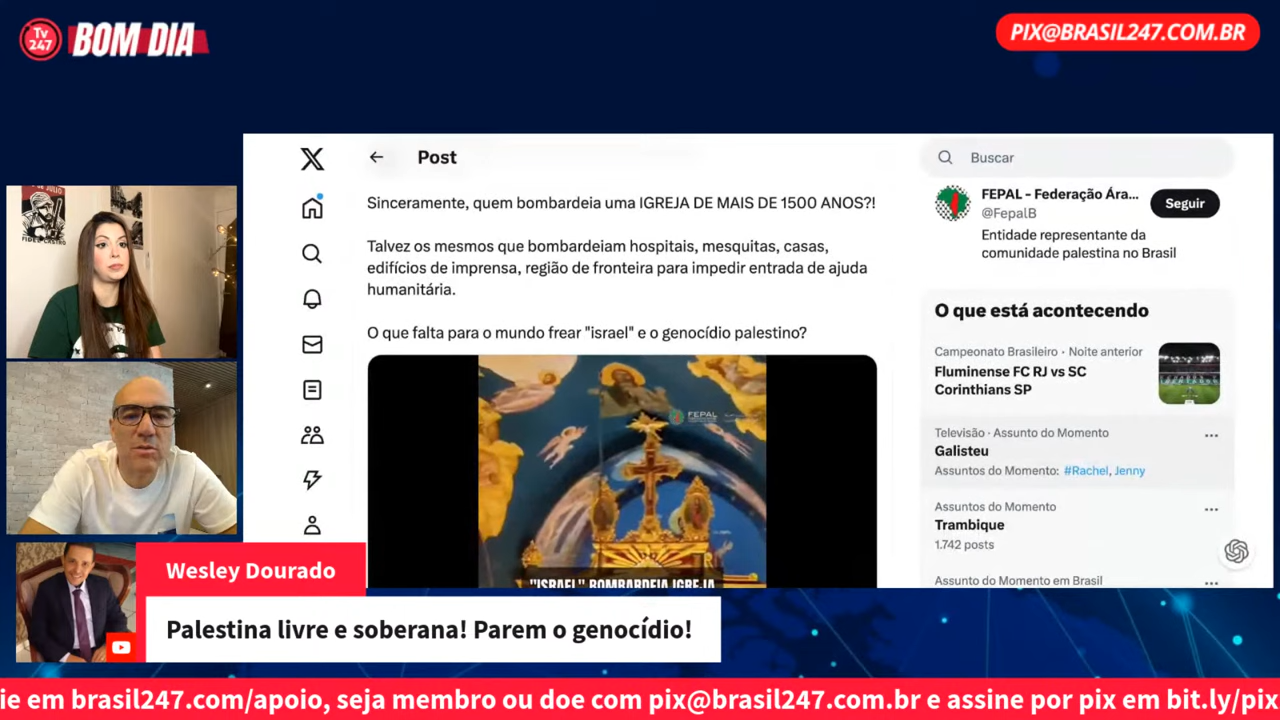 Tv
247
BOM DIA
PIX@BRASIL247.COM.BR
FIDEL CASTRO
X
Post
Sinceramente, quem bombardeia uma IGREJA DE MAIS DE 1500 ANOS?!
Talvez os mesmos que bombardeiam hospitais, mesquitas, casas,
edifícios de imprensa, região de fronteira para impedir entrada de ajuda
humanitária.
O que falta para o mundo frear "israel" e o genocídio palestino?
FEPAL
"ISRAEL" BOMBARDEIA IGREJA
Buscar
FEPAL - Federação Ára...
@FepalB
Seguir
Entidade representante da
comunidade palestina no Brasil
O que está acontecendo
Campeonato Brasileiro · Noite anterior
Fluminense FC RJ vs SC
Corinthians SP
Televisão · Assunto do Momento
Galisteu
Assuntos do Momento: #Rachel, Jenny
Assuntos do Momento
Trambique
1.742 posts
Assunto do Momento em Brasil
Wesley Dourado
Palestina livre e soberana! Parem o genocídio!
ie em brasil247.com/apoio, seja membro ou doe com pix@brasil247.com.br e assine por pix em bit.ly/pix